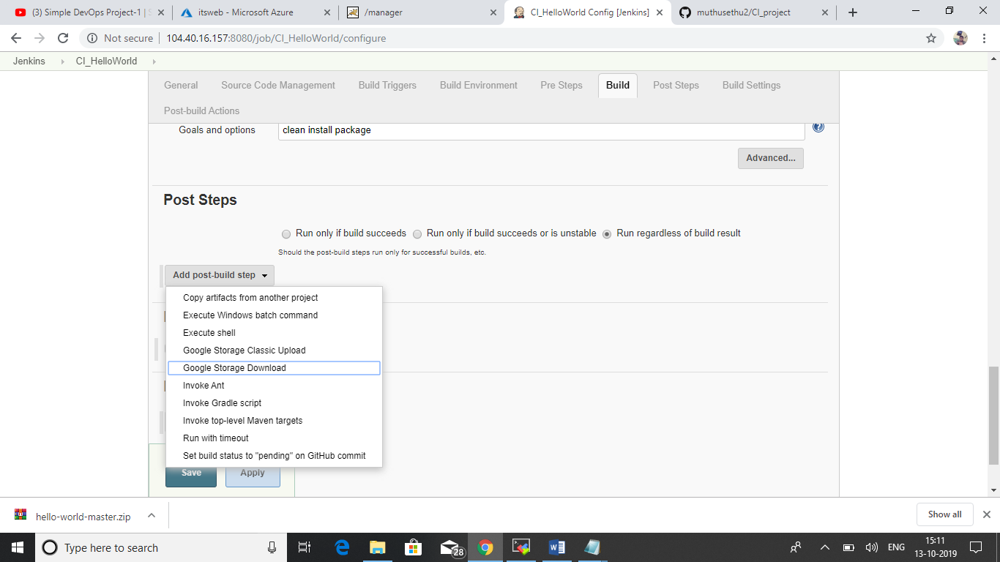 (3) Simple DevOps Project-1 | S
itsweb - Microsoft Azure
/manager
CI_HelloWorld Config [Jenkins]
muthusethu2/CI_project
Not secure
104.40.16.157:8080/job/CI_HelloWorld/configure
Jenkins
CI_HelloWorld
General
Source Code Management
Build Triggers
Build Environment
Pre Steps
Build
Post Steps
Build Settings
Post-build Actions
Goals and options
clean install package
Advanced...
Post Steps
Run only if build succeeds
Run only if build succeeds or is unstable
Run regardless of build result
Should the post-build steps run only for successful builds, etc.
Add post-build step
Copy artifacts from another project
Execute Windows batch command
Execute shell
Google Storage Classic Upload
Google Storage Download
Invoke Ant
Invoke Gradle script
Invoke top-level Maven targets
Run with timeout
Set build status to "pending" on GitHub commit
Save
Apply
hello-world-master.zip
Show all
Type here to search
28
ENG
15:11
13-10-2019